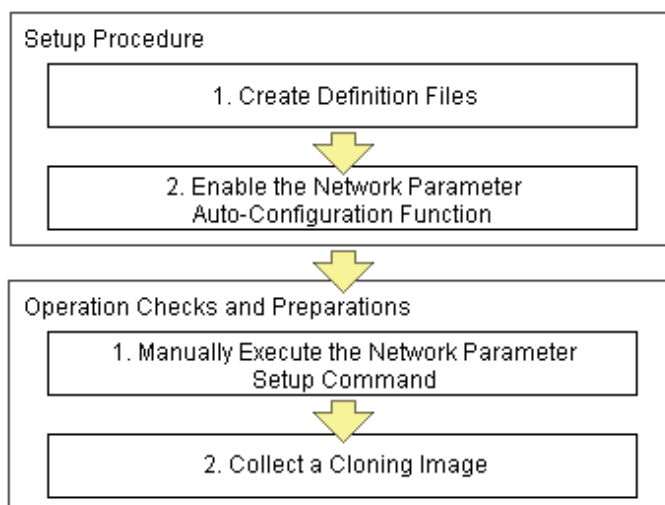 Setup Procedure
1. Create Definition Files
2. Enable the Network Parameter
Auto-Configuration Function
Operation Checks and Preparations
1. Manually Execute the Network Parameter
Setup Command
2. Collect a Cloning Image